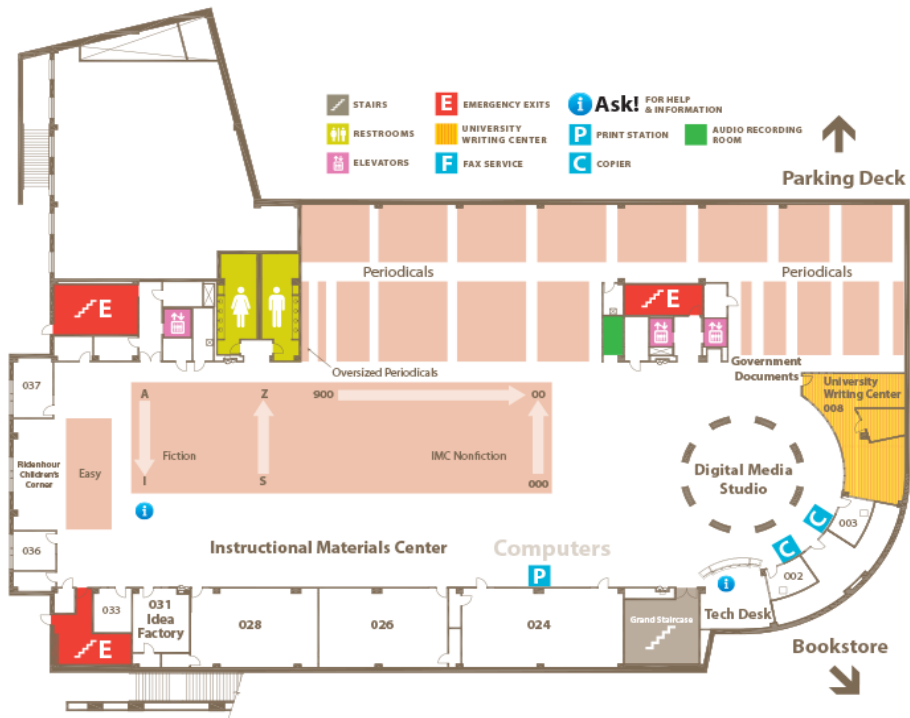 STAIRS
E EMERGENCY EXITS
i Ask! FOR HELP
& INFORMATION
RESTROOMS
UNIVERSITY
WRITING CENTER
P PRINT STATION
AUDIO RECORDING
ROOM
ELEVATORS
F FAX SERVICE
C COPIER
Parking Deck
Periodicals
Periodicals
E
E
Oversized Periodicals
Government
Documents
037
A
Z
900
00
University
Writing Center
008
Ridenhour
Children's
Corner
Easy
Fiction
IMC Nonfiction
I
S
000
Digital Media
Studio
i
C
003
036
Instructional Materials Center
Computers
P
C
002
i
033
031
Idea
Factory
028
026
024
Grand Staircase
Tech Desk
E
Bookstore